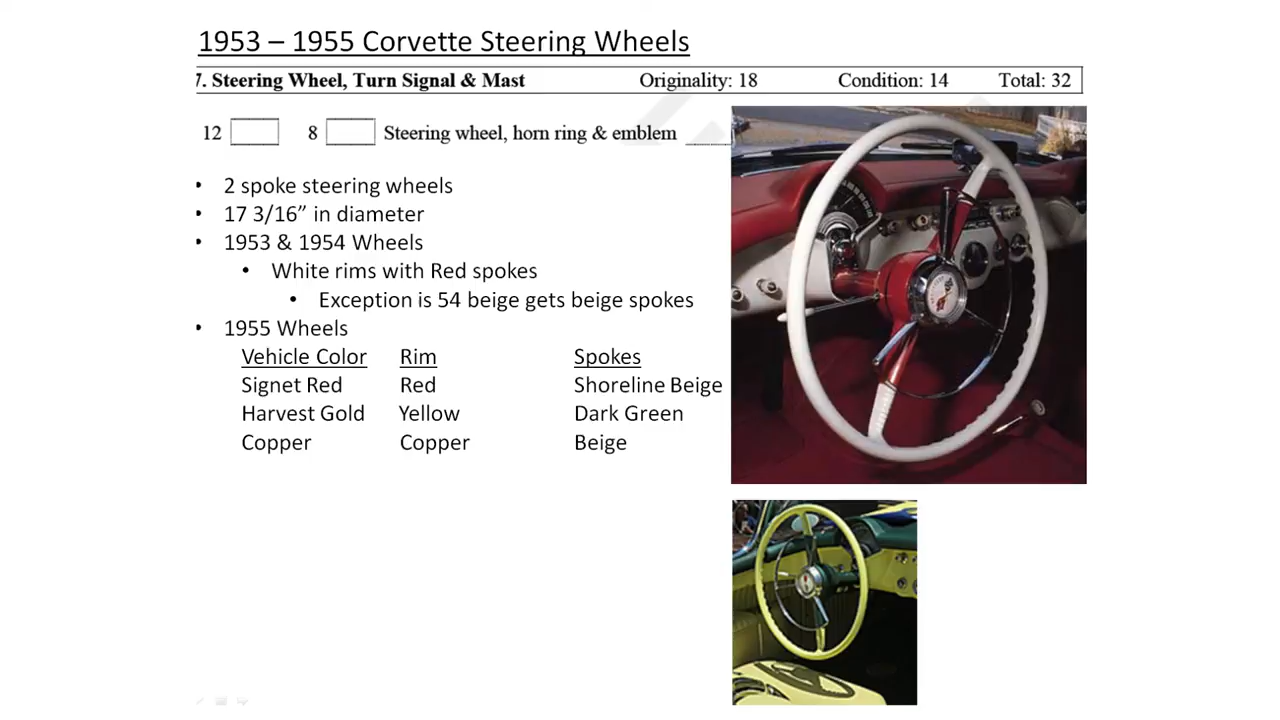 1953 – 1955 Corvette Steering Wheels
7. Steering Wheel, Turn Signal & Mast Originality: 18 Condition: 14 Total: 32
12 8 Steering wheel, horn ring & emblem
• 2 spoke steering wheels
• 17 3/16” in diameter
• 1953 & 1954 Wheels
• White rims with Red spokes
• Exception is 54 beige gets beige spokes
• 1955 Wheels
Vehicle Color Rim Spokes
Signet Red Red Shoreline Beige
Harvest Gold Yellow Dark Green
Copper Copper Beige